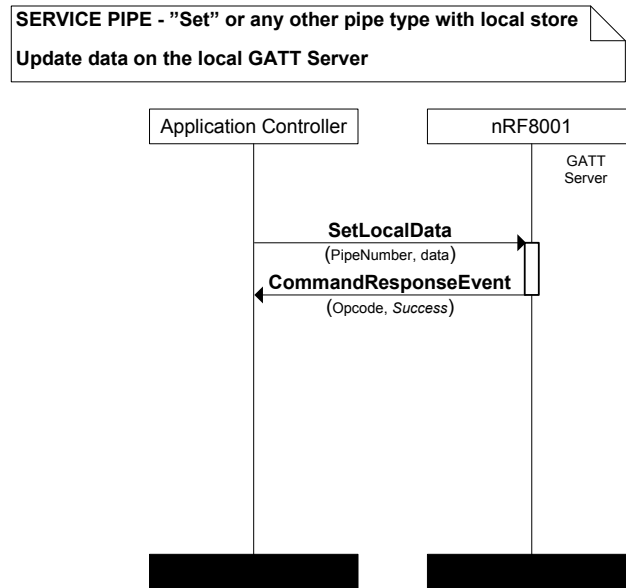 SERVICE PIPE - ”Set” or any other pipe type with local store
Update data on the local GATT Server
Application Controller
nRF8001
GATT
Server
SetLocalData
(PipeNumber, data)
CommandResponseEvent
(Opcode, Success)